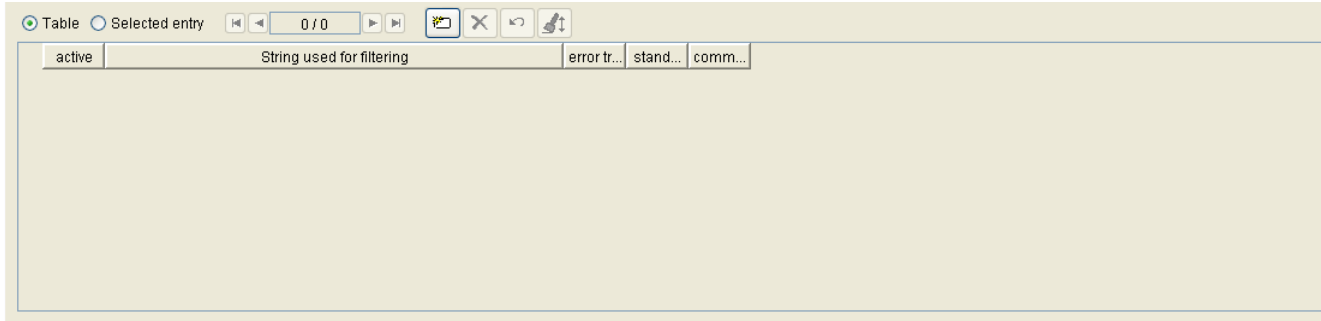 Table Selected entry 0 / 0
active String used for filtering error tr... stand... comm...